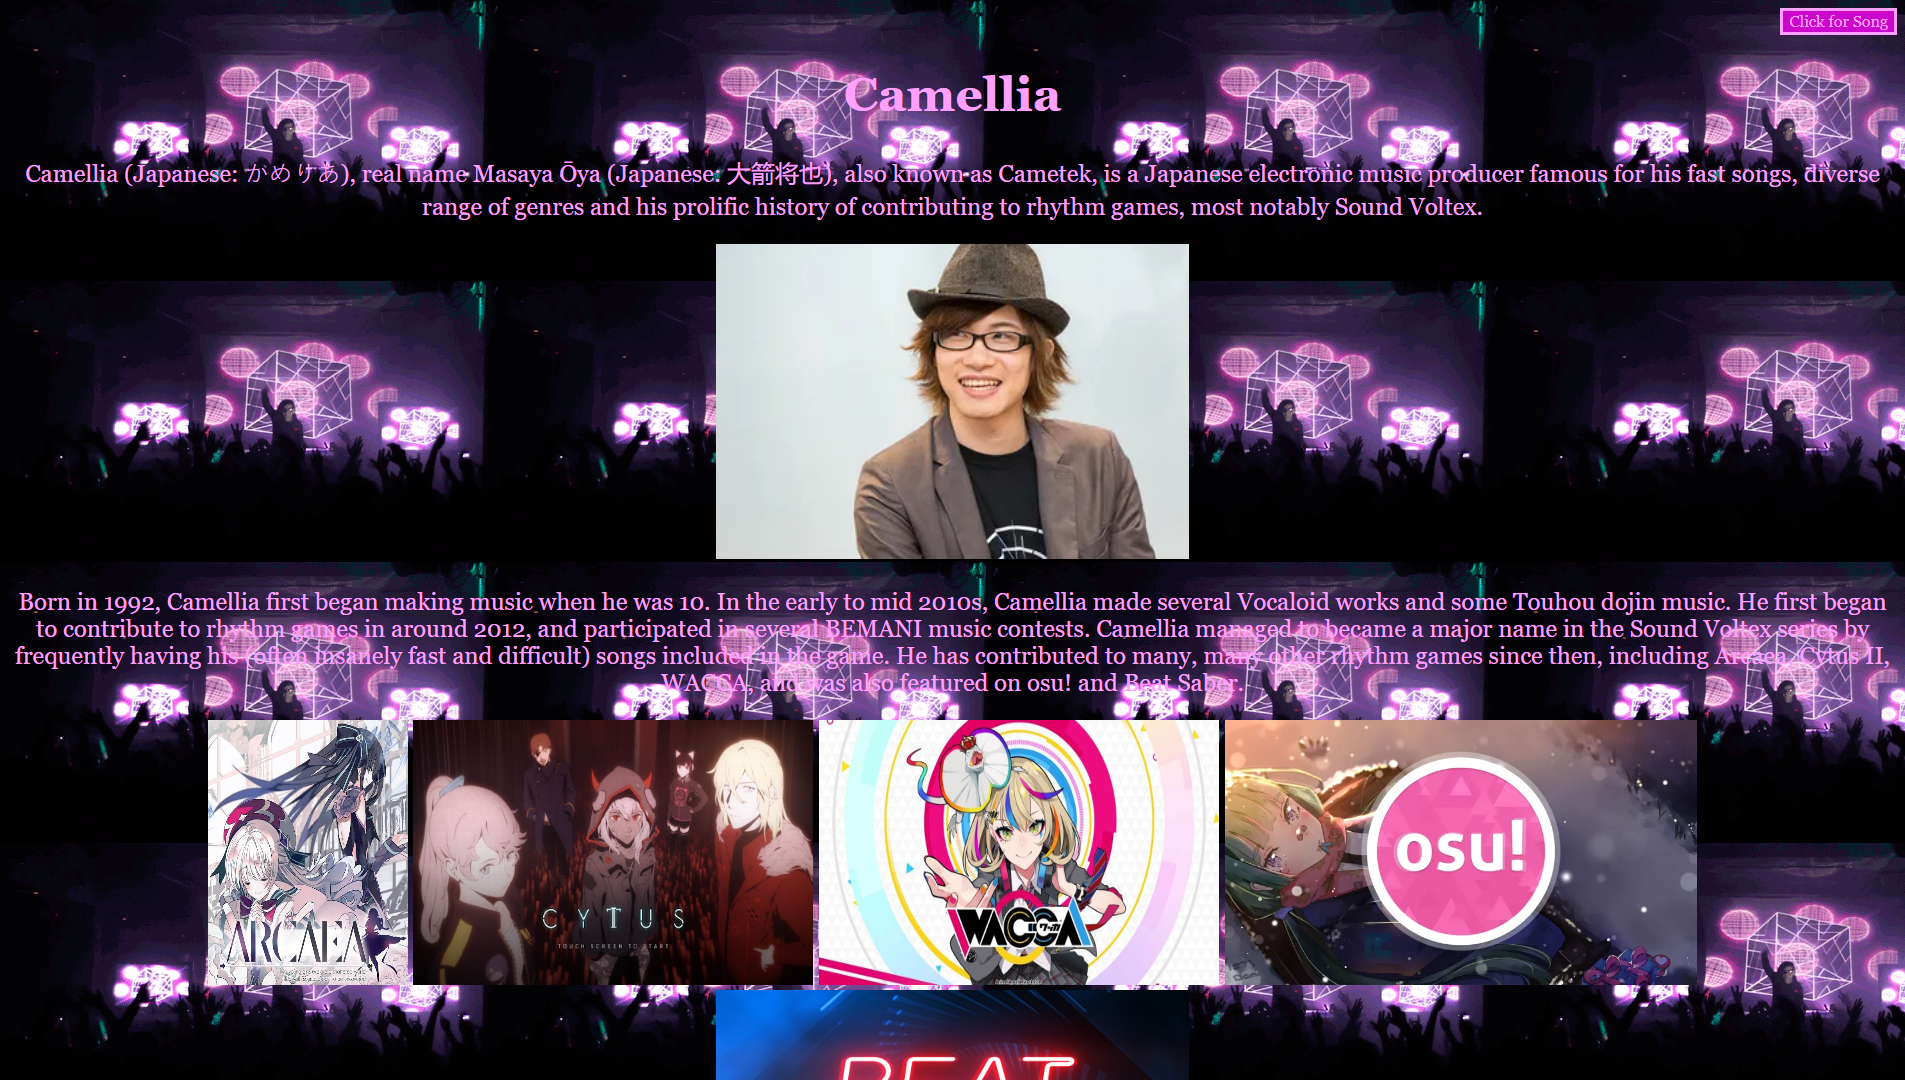 Click for Song
Camellia
Camellia (Japanese: がめりあ), real name Masaya Ōya (Japanese: 大箭将也), also known as Cametek, is a Japanese electronic music producer famous for his fast songs, diverse
range of genres and his prolific history of contributing to rhythm games, most notably Sound Voltex.
Born in 1992, Camellia first began making music when he was 10. In the early to mid 2010s, Camellia made several Vocaloid works and some Touhou dojin music. He first began
to contribute to rhythm games in around 2012, and participated in several BEMANI music contests. Camellia managed to became a major name in the Sound Voltex series by
frequently having his (often insanely fast and difficult) songs included in the game. He has contributed to many, many other rhythm games since then, including Arcaea, Cytus II,
WACCA, and was also featured on osu! and Beat Saber.
ARCAEA
CYTUS
TOUCH SCREEN TO START
WACCA
ワッカ
osu!
BEAT